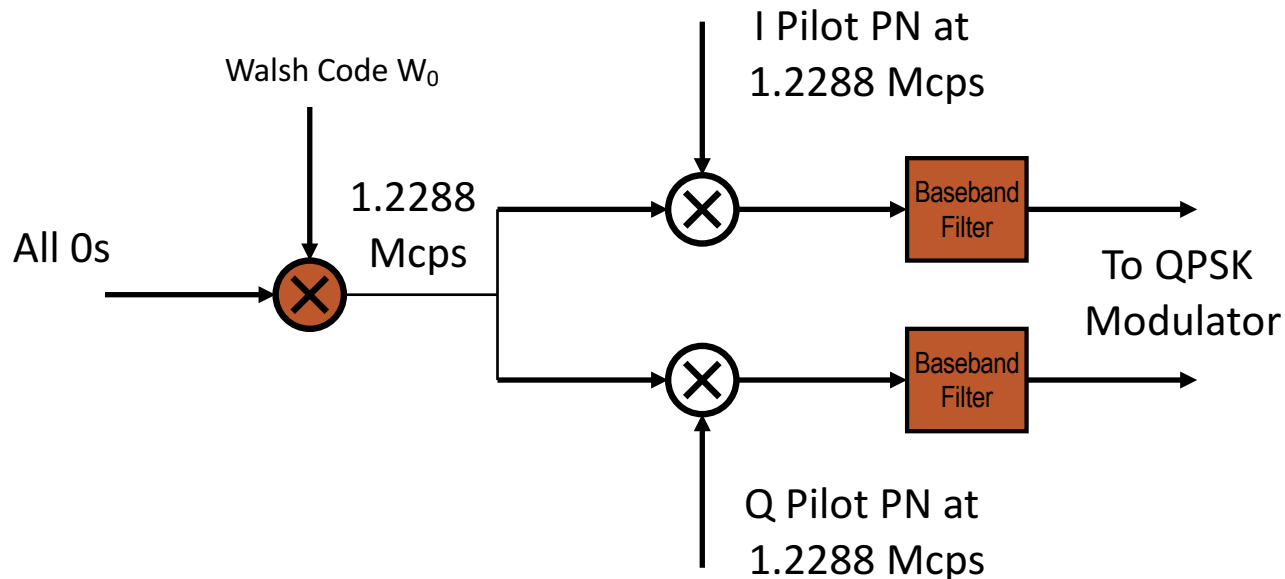 I Pilot PN at
1.2288 Mcps
Walsh Code W₀
1.2288
Mcps
All 0s
Baseband
Filter
To QPSK
Modulator
Baseband
Filter
Q Pilot PN at
1.2288 Mcps